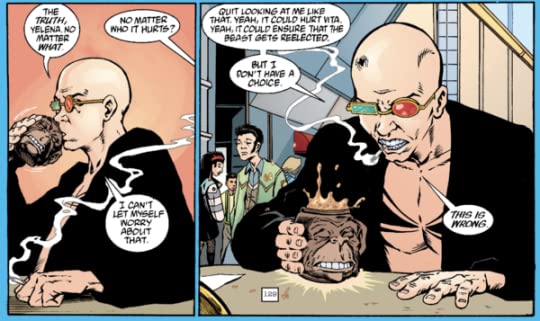 THE
TRUTH,
YELENA. NO
MATTER
WHAT.
NO MATTER
WHO IT HURTS?
I CAN'T
LET MYSELF
WORRY
ABOUT
THAT.
QUIT LOOKING AT ME LIKE
THAT. YEAH, IT COULD HURT VITA.
YEAH, IT COULD ENSURE THAT THE
BEAST GETS REELECTED.
BUT I
DON'T HAVE A
CHOICE.
THIS IS
WRONG.
129